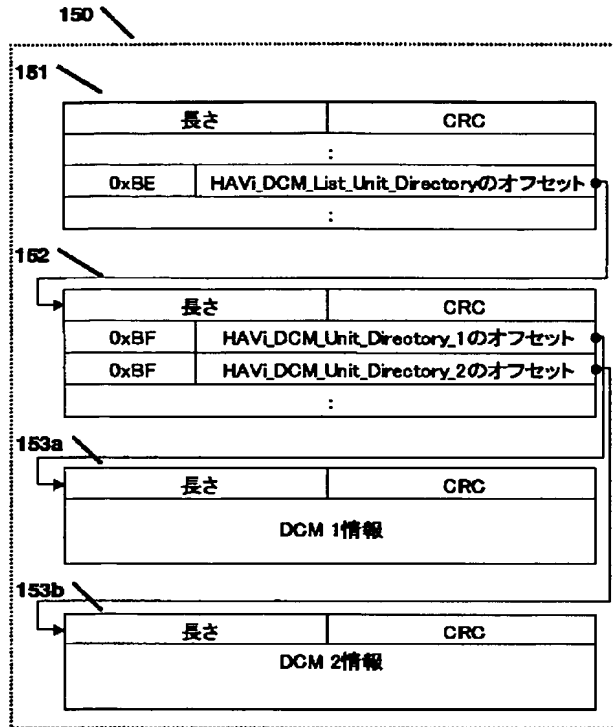 150
151
長さ CRC
:
0xBE HAVi_DCM_List_Unit_Directoryのオフセット
:
152
長さ CRC
0xBF HAVi_DCM_Unit_Directory_1のオフセット
0xBF HAVi_DCM_Unit_Directory_2のオフセット
:
153a
長さ CRC
DCM 1情報
153b
長さ CRC
DCM 2情報